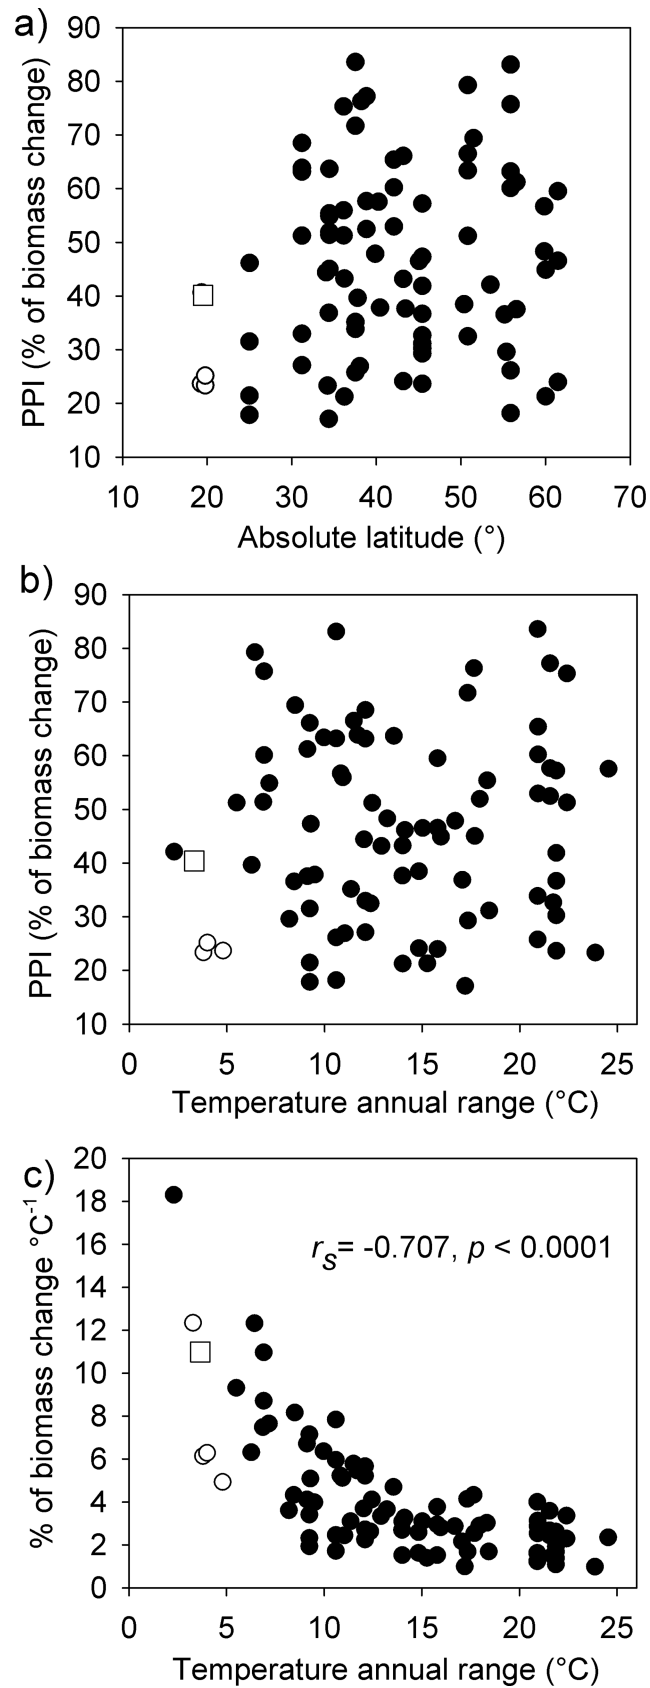 a)
PPI (% of biomass change)
90
80
70
60
50
40
30
20
10
10 20 30 40 50 60 70
Absolute latitude (°)
b)
PPI (% of biomass change)
90
80
70
60
50
40
30
20
10
0 5 10 15 20 25
Temperature annual range (°C)
c)
% of biomass change °C⁻¹
20
18
16
14
12
10
8
6
4
2
0
rₛ= -0.707, p < 0.0001
0 5 10 15 20 25
Temperature annual range (°C)